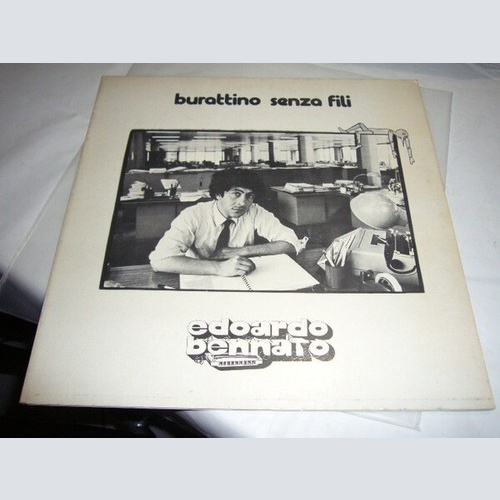 burattino senza fili
edoardo
bennato